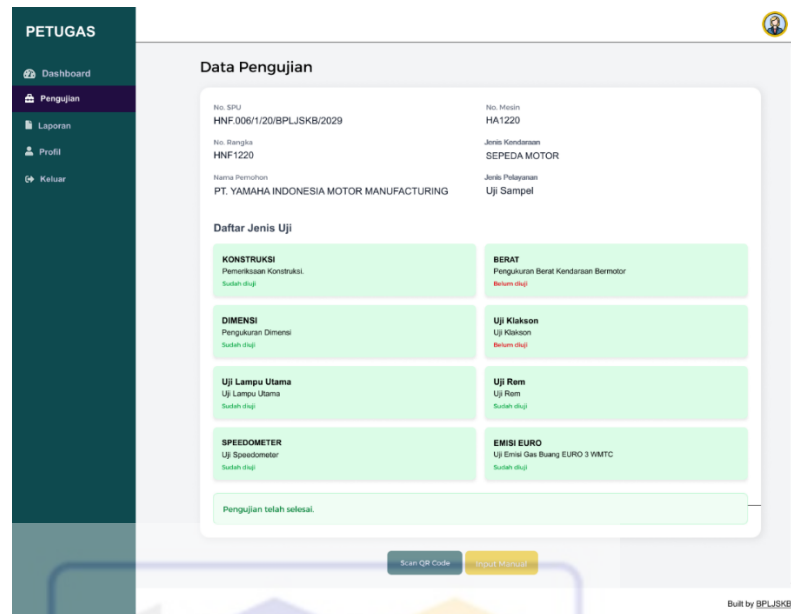 PETUGAS
Dashboard
Pengujian
Laporan
Profil
Keluar
Data Pengujian
No. SPU
HNF.006/1/20/BPLJSKB/2029
No. Mesin
HA1220
No. Rangka
HNF1220
Jenis Kendaraan
SEPEDA MOTOR
Nama Pemohon
PT. YAMAHA INDONESIA MOTOR MANUFACTURING
Jenis Pelayanan
Uji Sampel
Daftar Jenis Uji
KONSTRUKSI
Pemeriksaan Konstruksi.
Sudah diuji
BERAT
Pengukuran Berat Kendaraan Bermotor
Belum diuji
DIMENSI
Pengukuran Dimensi
Sudah diuji
Uji Klakson
Uji Klakson
Belum diuji
Uji Lampu Utama
Uji Lampu Utama
Sudah diuji
Uji Rem
Uji Rem
Sudah diuji
SPEEDOMETER
Uji Speedometer
Sudah diuji
EMISI EURO
Uji Emisi Gas Buang EURO 3 WMTC
Sudah diuji
Pengujian telah selesai.
Scan QR Code
Input Manual
Built by BPLJSKB